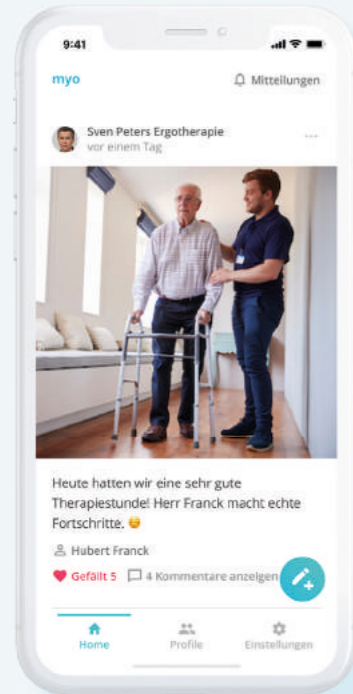 9:41
myo
Mitteilungen
Sven Peters Ergotherapie
vor einem Tag
Heute hatten wir eine sehr gute
Therapiestunde! Herr Franck macht echte
Fortschritte. 😊
Hubert Franck
Gefällt 5 4 Kommentare anzeigen
Home Profile Einstellungen